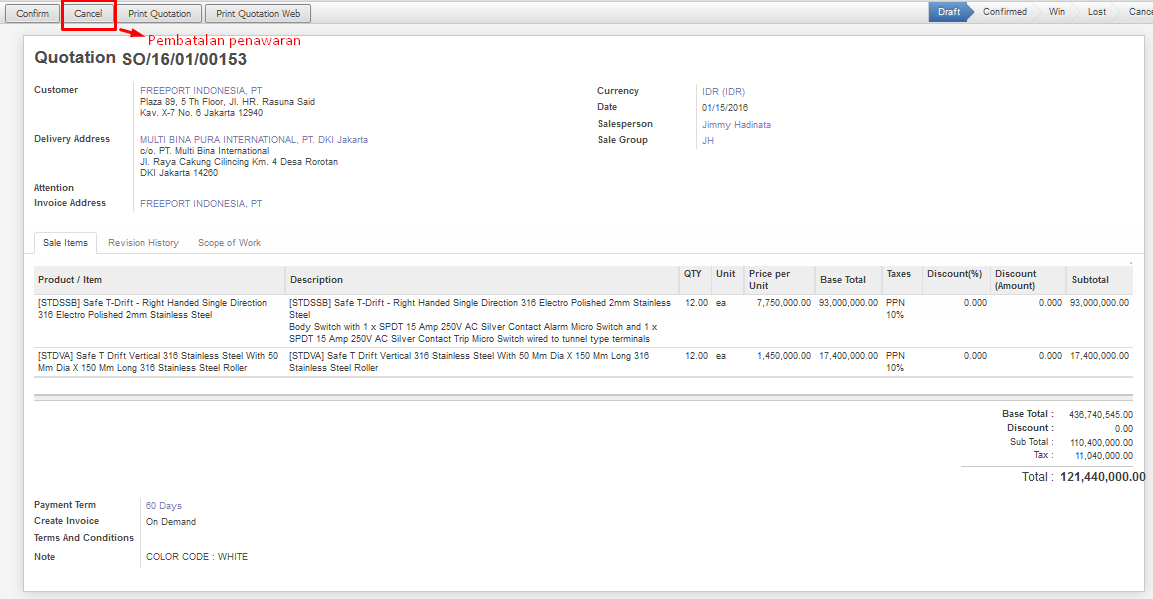 Confirm Cancel Print Quotation Print Quotation Web Draft Confirmed Win Lost Cance
Pembatalan penawaran
Quotation SO/16/01/00153
Customer FREEPORT INDONESIA, PT
Plaza 89, 5 Th Floor, Jl. HR. Rasuna Said
Kav. X-7 No. 6 Jakarta 12940
Currency IDR (IDR)
Date 01/15/2016
Salesperson Jimmy Hadinata
Sale Group JH
Delivery Address MULTI BINA PURA INTERNATIONAL, PT. DKI Jakarta
c/o. PT. Multi Bina International
Jl. Raya Cakung Cilincing Km. 4 Desa Rorotan
DKI Jakarta 14260
Attention
Invoice Address FREEPORT INDONESIA, PT
Sale Items Revision History Scope of Work
Product / Item Description QTY Unit Price per Unit Base Total Taxes Discount(%) Discount (Amount) Subtotal
[STDSSB] Safe T-Drift - Right Handed Single Direction
316 Electro Polished 2mm Stainless Steel
[STDSSB] Safe T-Drift - Right Handed Single Direction 316 Electro Polished 2mm Stainless
Steel
Body Switch with 1 x SPDT 15 Amp 250V AC Silver Contact Alarm Micro Switch and 1 x
SPDT 15 Amp 250V AC Silver Contact Trip Micro Switch wired to tunnel type terminals
12.00 ea 7,750,000.00 93,000,000.00 PPN 10% 0.000 0.000 93,000,000.00
[STDVA] Safe T Drift Vertical 316 Stainless Steel With 50
Mm Dia X 150 Mm Long 316 Stainless Steel Roller
[STDVA] Safe T Drift Vertical 316 Stainless Steel With 50 Mm Dia X 150 Mm Long 316
Stainless Steel Roller
12.00 ea 1,450,000.00 17,400,000.00 PPN 10% 0.000 0.000 17,400,000.00
Base Total : 436,740,545.00
Discount : 0.00
Sub Total : 110,400,000.00
Tax : 11,040,000.00
Total : 121,440,000.00
Payment Term 60 Days
Create Invoice On Demand
Terms And Conditions
Note COLOR CODE : WHITE